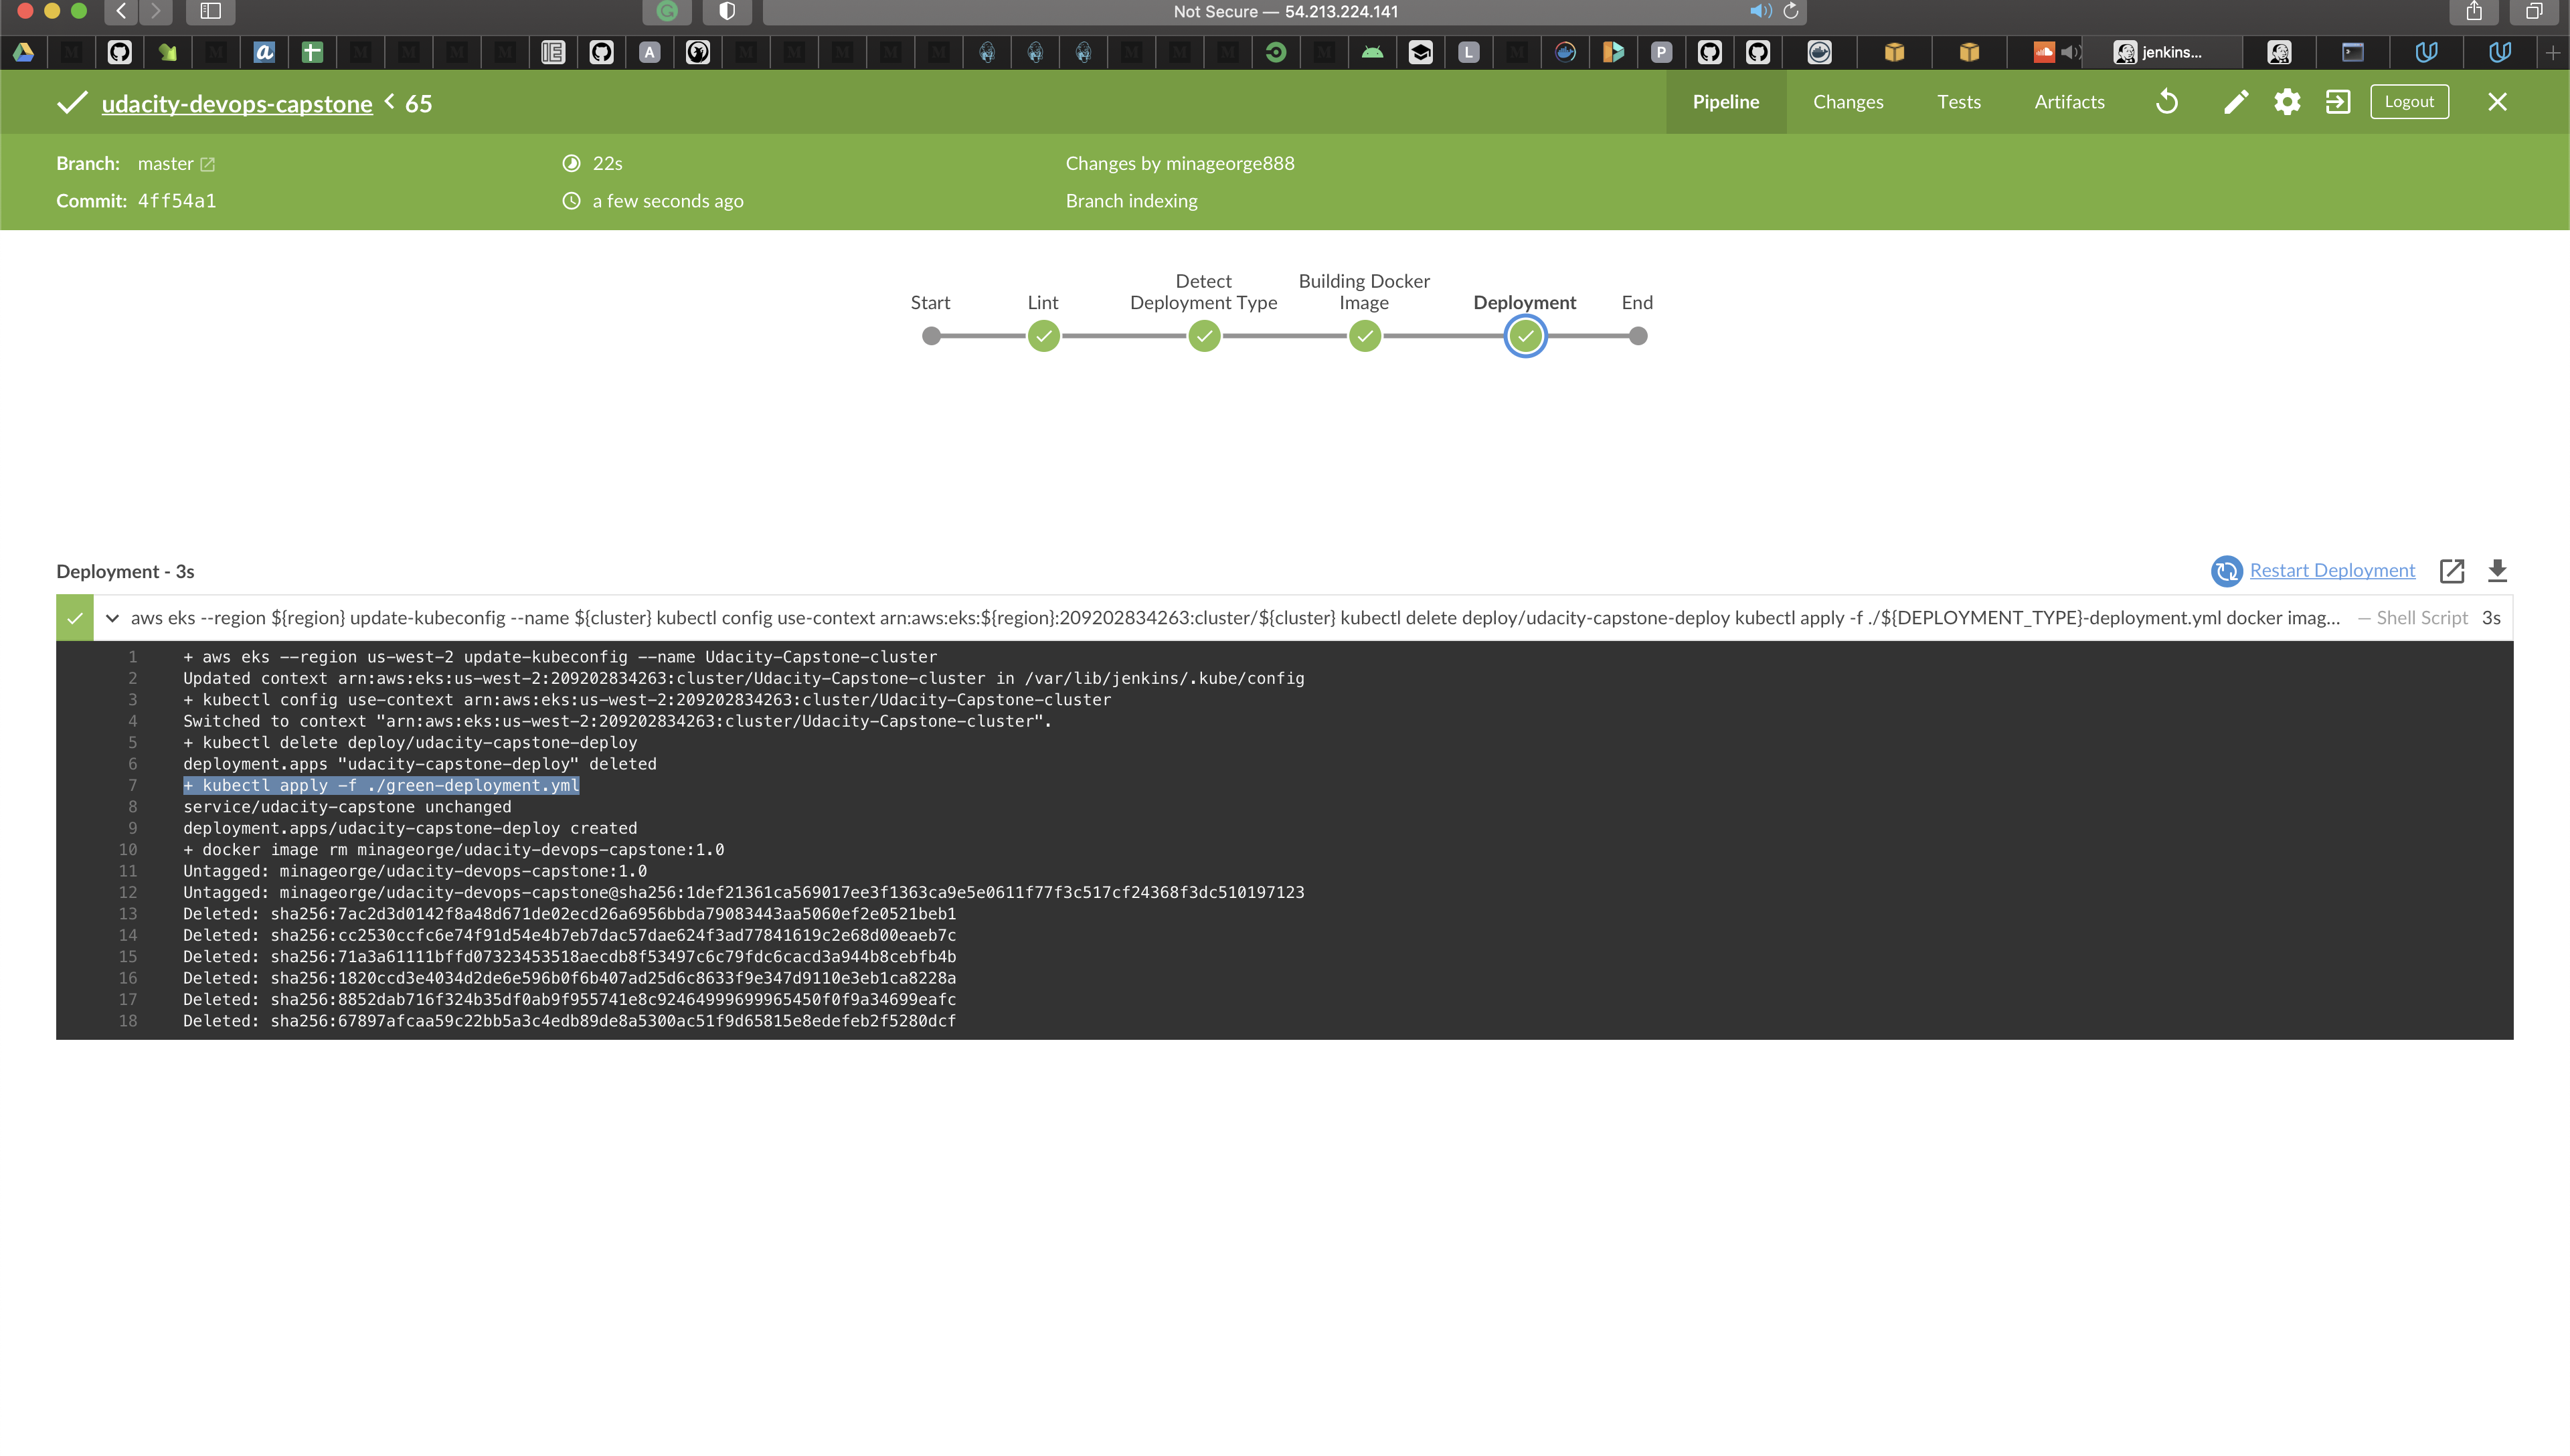 Not Secure — 54.213.224.141
jenkins...
udacity-devops-capstone < 65
Pipeline Changes Tests Artifacts Logout
Branch: master 22s Changes by minageorge888
Commit: 4ff54a1 a few seconds ago Branch indexing
Start Lint Detect Deployment Type Building Docker Image Deployment End
Deployment - 3s Restart Deployment
aws eks --region ${region} update-kubeconfig --name ${cluster} kubectl config use-context arn:aws:eks:${region}:209202834263:cluster/${cluster} kubectl delete deploy/udacity-capstone-deploy kubectl apply -f ./${DEPLOYMENT_TYPE}-deployment.yml docker imag... — Shell Script 3s
1 + aws eks --region us-west-2 update-kubeconfig --name Udacity-Capstone-cluster
2 Updated context arn:aws:eks:us-west-2:209202834263:cluster/Udacity-Capstone-cluster in /var/lib/jenkins/.kube/config
3 + kubectl config use-context arn:aws:eks:us-west-2:209202834263:cluster/Udacity-Capstone-cluster
4 Switched to context "arn:aws:eks:us-west-2:209202834263:cluster/Udacity-Capstone-cluster".
5 + kubectl delete deploy/udacity-capstone-deploy
6 deployment.apps "udacity-capstone-deploy" deleted
7 + kubectl apply -f ./green-deployment.yml
8 service/udacity-capstone unchanged
9 deployment.apps/udacity-capstone-deploy created
10 + docker image rm minageorge/udacity-devops-capstone:1.0
11 Untagged: minageorge/udacity-devops-capstone:1.0
12 Untagged: minageorge/udacity-devops-capstone@sha256:1def21361ca569017ee3f1363ca9e5e0611f77f3c517cf24368f3dc510197123
13 Deleted: sha256:7ac2d3d0142f8a48d671de02ecd26a6956bbda79083443aa5060ef2e0521beb1
14 Deleted: sha256:cc2530ccfc6e74f91d54e4b7eb7dac57dae624f3ad77841619c2e68d00eaeb7c
15 Deleted: sha256:71a3a61111bffd07323453518aecdb8f53497c6c79fdc6cacd3a944b8cebfb4b
16 Deleted: sha256:1820ccd3e4034d2de6e596b0f6b407ad25d6c8633f9e347d9110e3eb1ca8228a
17 Deleted: sha256:8852dab716f324b35df0ab9f955741e8c92464999699965450f0f9a34699eafc
18 Deleted: sha256:67897afcaa59c22bb5a3c4edb89de8a5300ac51f9d65815e8edefeb2f5280dcf